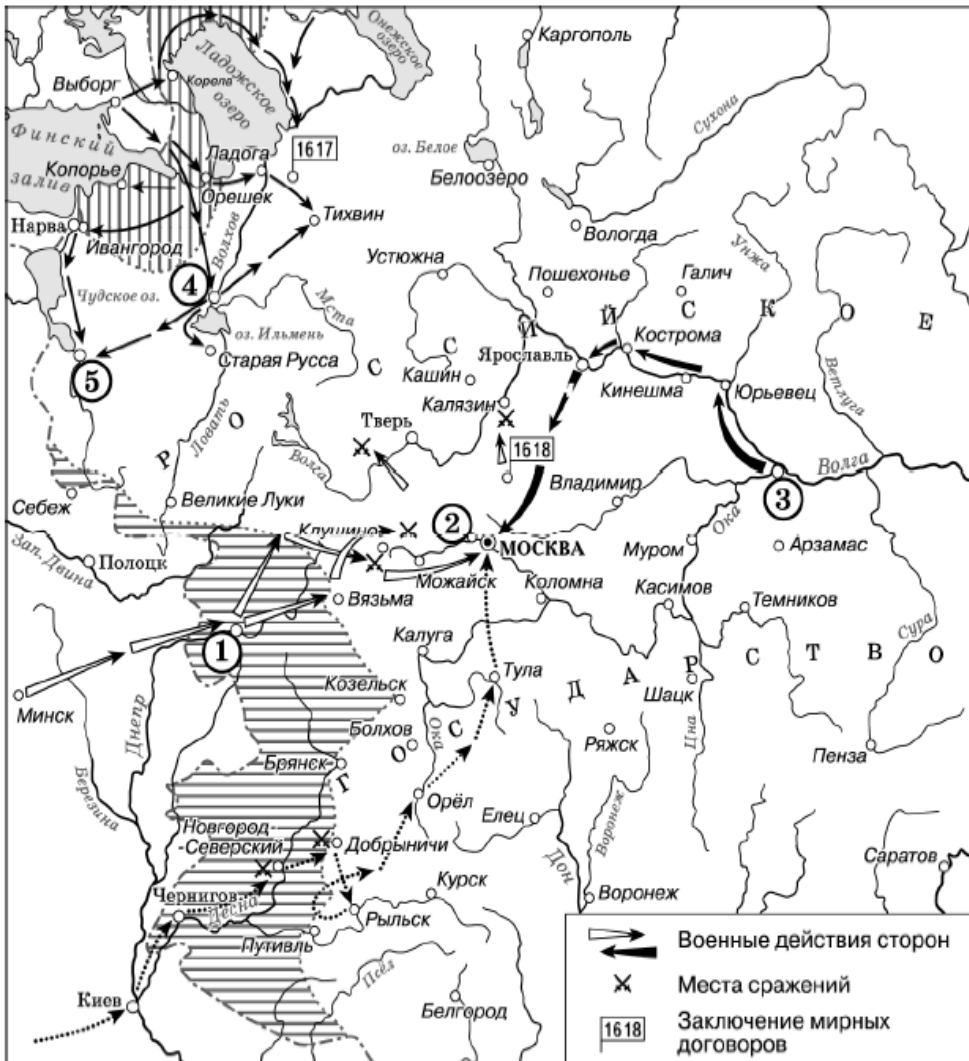 Каргополь
Онежское
озеро
Ладожское
озеро
Корела
Выборг
Сухона
Финский
залив
1617
Ладога
оз. Белое
Белоозеро
Копорье
Орешек
Тихвин
Нарва
Ивангород
Волхов
Вологда
Унжа
Устюжна
Пошехонье
Галич
4
Чудское оз.
Мста
оз. Ильмень
Кострома
Ярославль
Старая Русса
Кашин
Кинешма
Юрьевец
Ветлуга
5
Калязин
Ловать
Тверь
1618
Волга
Волга
Себеж
Великие Луки
Владимир
3
Клушино
2
Ока
МОСКВА
Зап. Двина
Полоцк
Можайск
Муром
Арзамас
Коломна
Касимов
Вязьма
Темников
1
Калуга
Сура
Минск
Днепр
Козельск
Тула
Шацк
Болхов
Ока
Ряжск
Цна
Пенза
Березина
Брянск
Орёл
Елец
Новгород
-Северский
Добрыничи
Дон
Воронеж
Саратов
Чернигов
Десна
Курск
Рыльск
Воронеж
Путивль
Псёл
Киев
Белгород
РОССИЙСКОЕ
ГОСУДАРСТВО
Военные действия сторон
Места сражений
1618
Заключение мирных
договоров